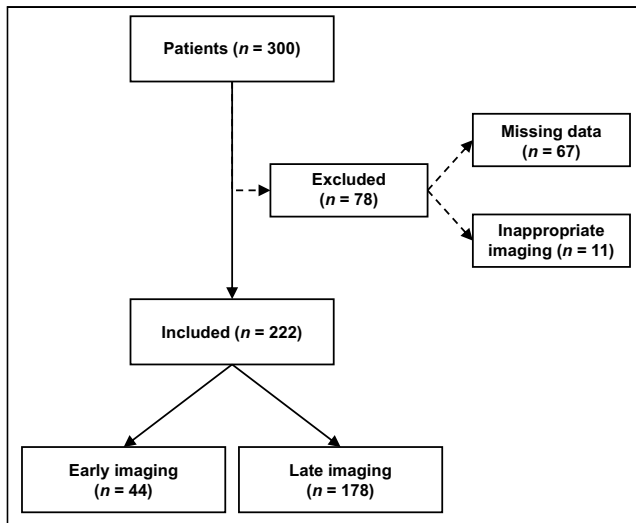 Patients (n = 300)
Missing data
(n = 67)
Excluded
(n = 78)
Inappropriate
imaging (n = 11)
Included (n = 222)
Early imaging
(n = 44)
Late imaging
(n = 178)